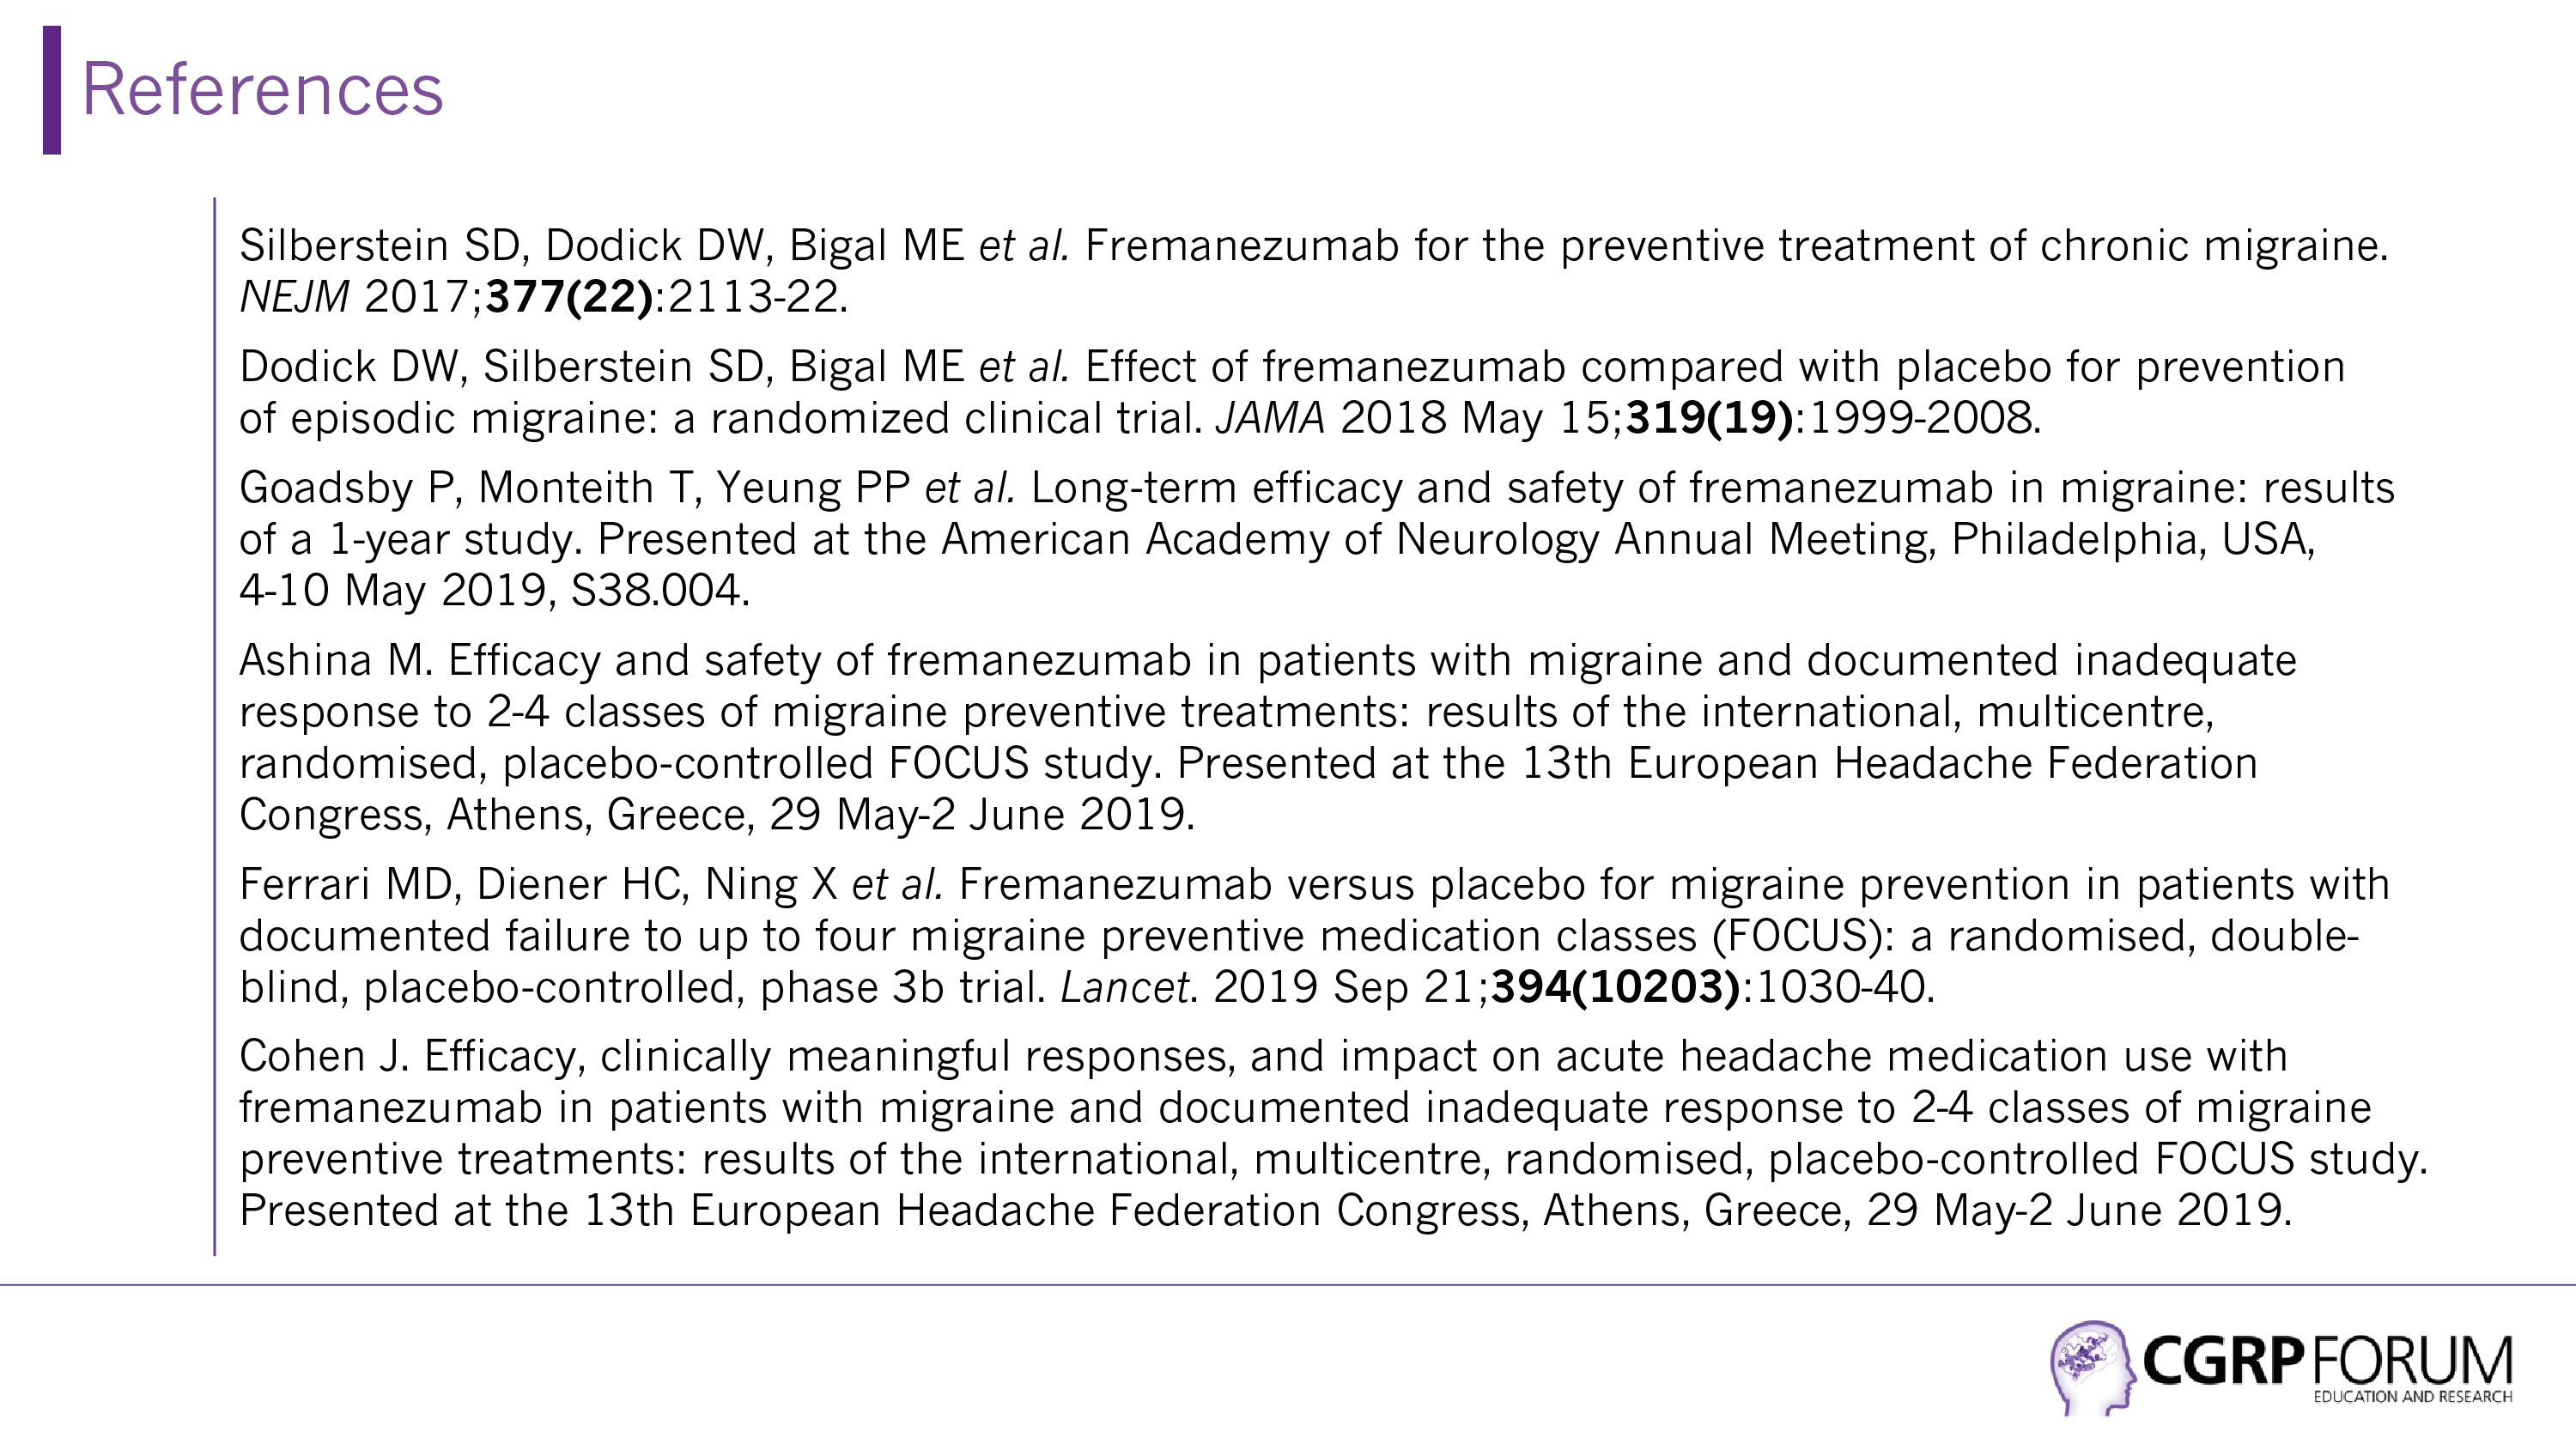 References
Silberstein SD, Dodick DW, Bigal ME et al. Fremanezumab for the preventive treatment of chronic migraine.
NEJM 2017;377(22):2113-22.
Dodick DW, Silberstein SD, Bigal ME et al. Effect of fremanezumab compared with placebo for prevention
of episodic migraine: a randomized clinical trial. JAMA 2018 May 15;319(19):1999-2008.
Goadsby P, Monteith T, Yeung PP et al. Long-term efficacy and safety of fremanezumab in migraine: results
of a 1-year study. Presented at the American Academy of Neurology Annual Meeting, Philadelphia, USA,
4-10 May 2019, S38.004.
Ashina M. Efficacy and safety of fremanezumab in patients with migraine and documented inadequate
response to 2-4 classes of migraine preventive treatments: results of the international, multicentre,
randomised, placebo-controlled FOCUS study. Presented at the 13th European Headache Federation
Congress, Athens, Greece, 29 May-2 June 2019.
Ferrari MD, Diener HC, Ning X et al. Fremanezumab versus placebo for migraine prevention in patients with
documented failure to up to four migraine preventive medication classes (FOCUS): a randomised, double-
blind, placebo-controlled, phase 3b trial. Lancet. 2019 Sep 21;394(10203):1030-40.
Cohen J. Efficacy, clinically meaningful responses, and impact on acute headache medication use with
fremanezumab in patients with migraine and documented inadequate response to 2-4 classes of migraine
preventive treatments: results of the international, multicentre, randomised, placebo-controlled FOCUS study.
Presented at the 13th European Headache Federation Congress, Athens, Greece, 29 May-2 June 2019.
CGRP FORUM
EDUCATION AND RESEARCH